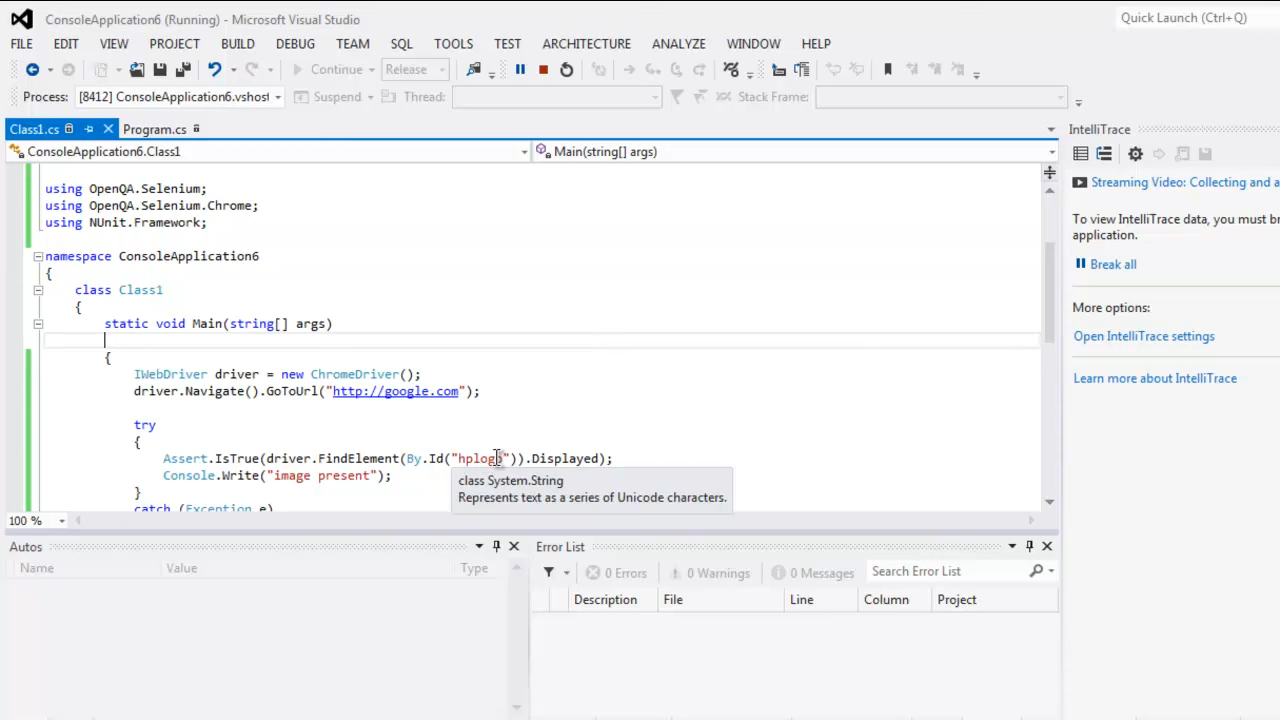 ConsoleApplication6 (Running) - Microsoft Visual Studio
Quick Launch (Ctrl+Q)
FILE EDIT VIEW PROJECT BUILD DEBUG TEAM SQL TOOLS TEST ARCHITECTURE ANALYZE WINDOW HELP
Continue Release
Process: [8412] ConsoleApplication6.vshost Suspend Thread: Stack Frame:
Class1.cs Program.cs
ConsoleApplication6.Class1 Main(string[] args)
using OpenQA.Selenium;
using OpenQA.Selenium.Chrome;
using NUnit.Framework;
namespace ConsoleApplication6
{
class Class1
{
static void Main(string[] args)
{
IWebDriver driver = new ChromeDriver();
driver.Navigate().GoToUrl("http://google.com");
try
{
Assert.IsTrue(driver.FindElement(By.Id("hplogo")).Displayed);
Console.Write("image present");
}
catch (Exception e)
class System.String
Represents text as a series of Unicode characters.
100 %
IntelliTrace
Streaming Video: Collecting and a
To view IntelliTrace data, you must br
application.
Break all
More options:
Open IntelliTrace settings
Learn more about IntelliTrace
Autos
Name Value Type
Error List
0 Errors 0 Warnings 0 Messages Search Error List
Description File Line Column Project